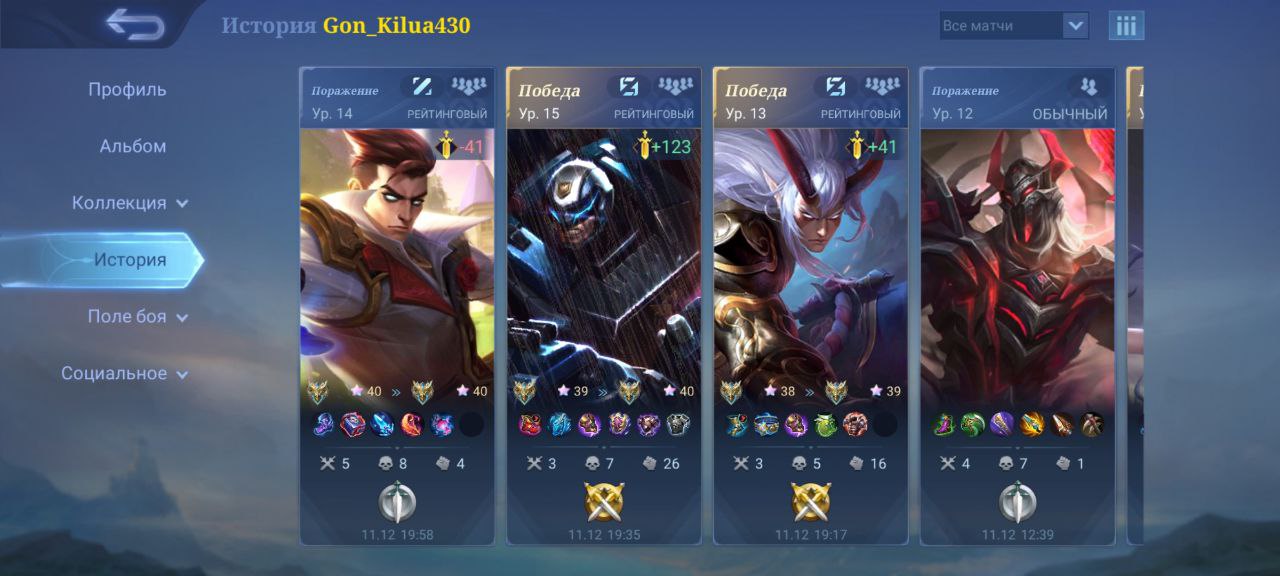 История Gon_Kilua430
Все матчи
Профиль
Альбом
Коллекция
История
Поле боя
Социальное
Поражение
Ур. 14 РЕЙТИНГОВЫЙ
-41
40 » 40
5 8 4
11.12 19:58
Победа
Ур. 15 РЕЙТИНГОВЫЙ
+123
39 » 40
3 7 26
11.12 19:35
Победа
Ур. 13 РЕЙТИНГОВЫЙ
+41
38 » 39
3 5 16
11.12 19:17
Поражение
Ур. 12 ОБЫЧНЫЙ
4 7 1
11.12 12:39